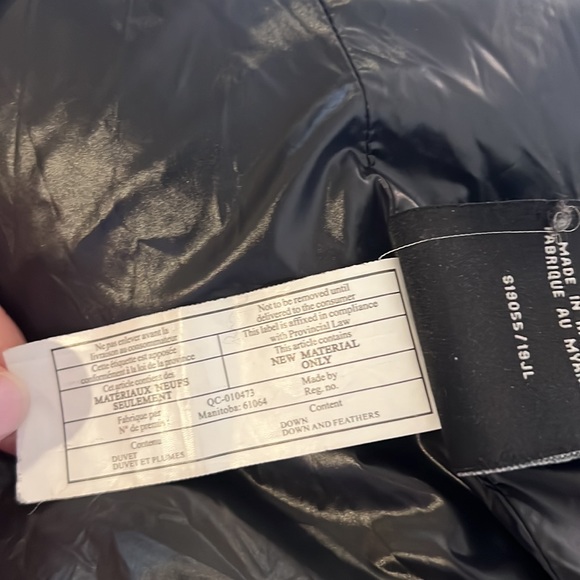 Ne pas enlever avant la
livraison au consommateur
Not to be removed until
delivered to the consumer
Cette étiquette est apposée
conformément à la loi de la province
This label is affixed in compliance
with Provincial Law
Cet article contient des
MATÉRIAUX NEUFS
SEULEMENT
This article contains
NEW MATERIAL
ONLY
Fabrique par
N° de permis
QC-010473
Manitoba: 61064
Made by
Reg. no.
Contenu
Content
DUVET
DUVET ET PLUMES
DOWN
DOWN AND FEATHERS
MADE IN
FABRIQUE AU
S19055/19JL